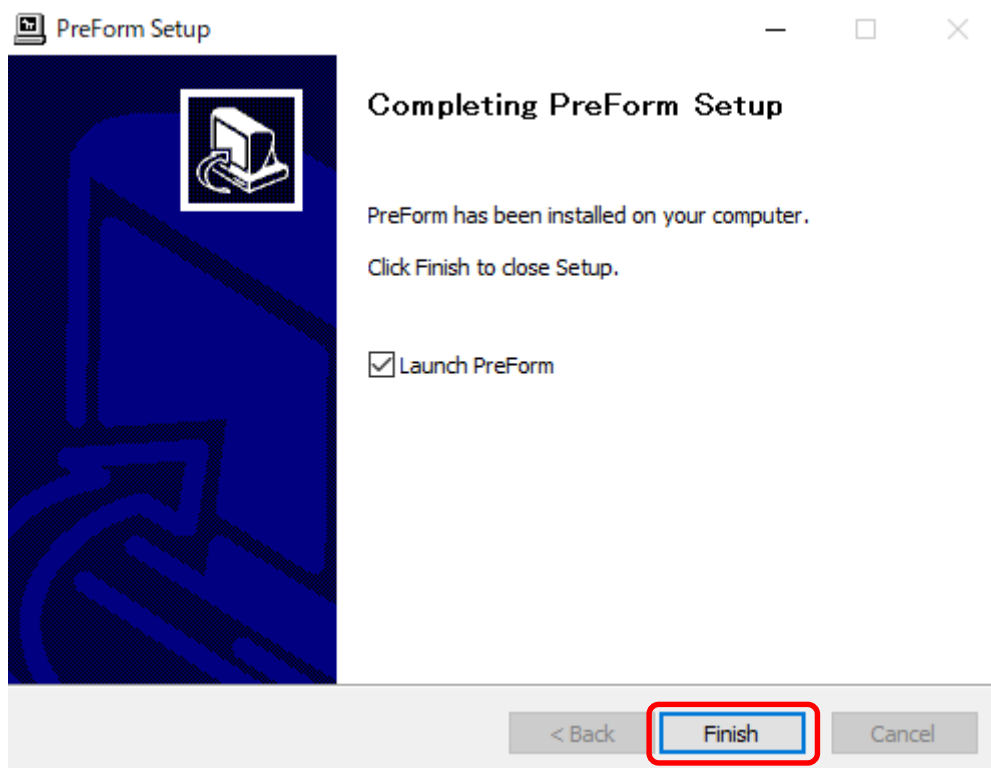 PreForm Setup
Completing PreForm Setup
PreForm has been installed on your computer.
Click Finish to close Setup.
Launch PreForm
< Back
Finish
Cancel